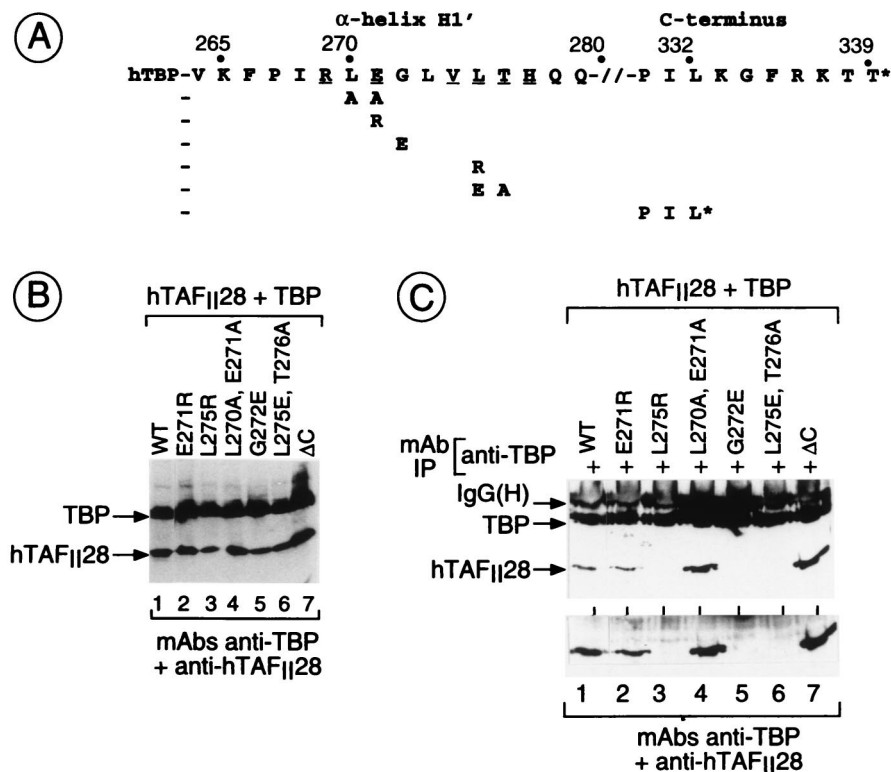 A
α-helix H1' C-terminus
265 270 280 332 339
hTBP-V K F P I R L E G L V L T H Q Q-//-P I L K G F R K T T*
- A A
- R
- E
- R
- E A
- P I L*
B
hTAFII28 + TBP
WT
E271R
L275R
L270A, E271A
G272E
L275E, T276A
ΔC
TBP
hTAFII28
1 2 3 4 5 6 7
mAbs anti-TBP
+ anti-hTAFII28
C
hTAFII28 + TBP
WT
E271R
L275R
L270A, E271A
G272E
L275E, T276A
ΔC
mAb IP [anti-TBP + + + + + + +
IgG(H)
TBP
hTAFII28
1 2 3 4 5 6 7
mAbs anti-TBP
+ anti-hTAFII28